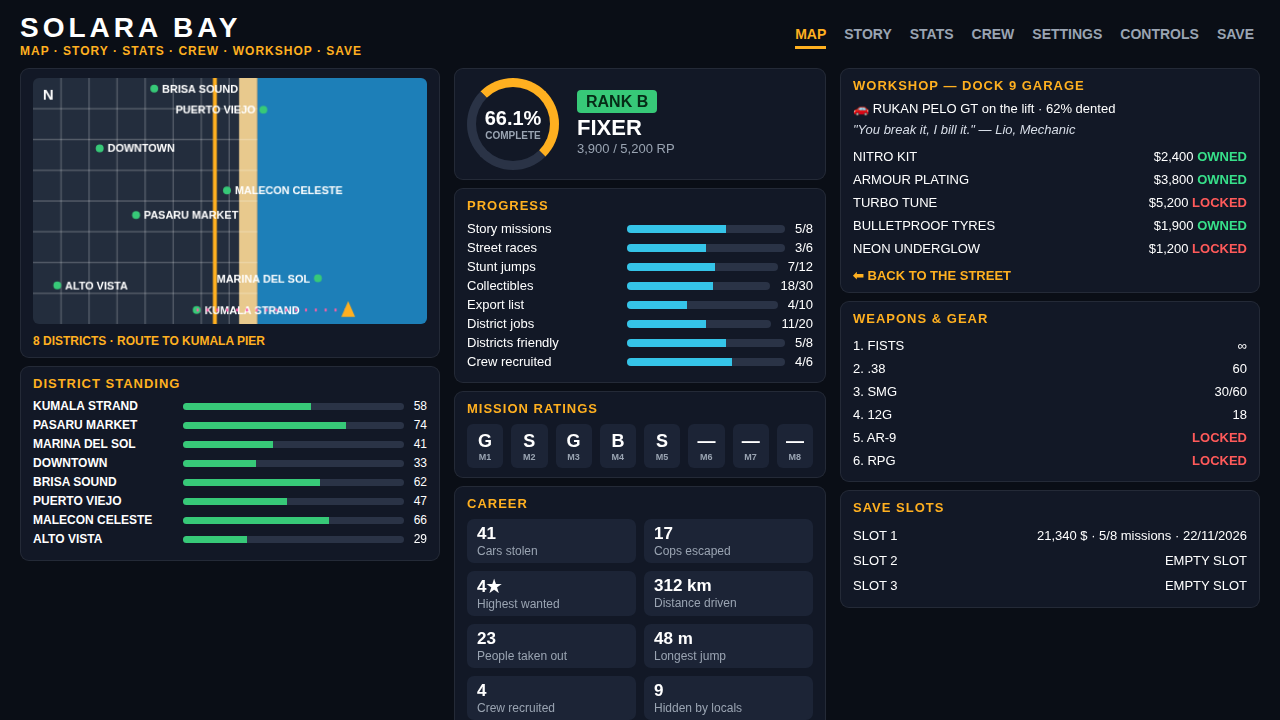 SOLARA BAY
MAP · STORY · STATS · CREW · WORKSHOP · SAVE
MAP STORY STATS CREW SETTINGS CONTROLS SAVE
N
BRISA SOUND
PUERTO VIEJO
DOWNTOWN
MALECON CELESTE
PASARU MARKET
MARINA DEL SOL
ALTO VISTA
KUMALA STRAND
8 DISTRICTS · ROUTE TO KUMALA PIER
DISTRICT STANDING
KUMALA STRAND 58
PASARU MARKET 74
MARINA DEL SOL 41
DOWNTOWN 33
BRISA SOUND 62
PUERTO VIEJO 47
MALECON CELESTE 66
ALTO VISTA 29
66.1%
COMPLETE
RANK B
FIXER
3,900 / 5,200 RP
PROGRESS
Story missions 5/8
Street races 3/6
Stunt jumps 7/12
Collectibles 18/30
Export list 4/10
District jobs 11/20
Districts friendly 5/8
Crew recruited 4/6
MISSION RATINGS
G S G B S — — —
M1 M2 M3 M4 M5 M6 M7 M8
CAREER
41 17
Cars stolen Cops escaped
4★ 312 km
Highest wanted Distance driven
23 48 m
People taken out Longest jump
4 9
Crew recruited Hidden by locals
WORKSHOP — DOCK 9 GARAGE
🚗 RUKAN PELO GT on the lift · 62% dented
"You break it, I bill it." — Lio, Mechanic
NITRO KIT $2,400 OWNED
ARMOUR PLATING $3,800 OWNED
TURBO TUNE $5,200 LOCKED
BULLETPROOF TYRES $1,900 OWNED
NEON UNDERGLOW $1,200 LOCKED
⬅ BACK TO THE STREET
WEAPONS & GEAR
1. FISTS ∞
2. .38 60
3. SMG 30/60
4. 12G 18
5. AR-9 LOCKED
6. RPG LOCKED
SAVE SLOTS
SLOT 1 21,340 $ · 5/8 missions · 22/11/2026
SLOT 2 EMPTY SLOT
SLOT 3 EMPTY SLOT